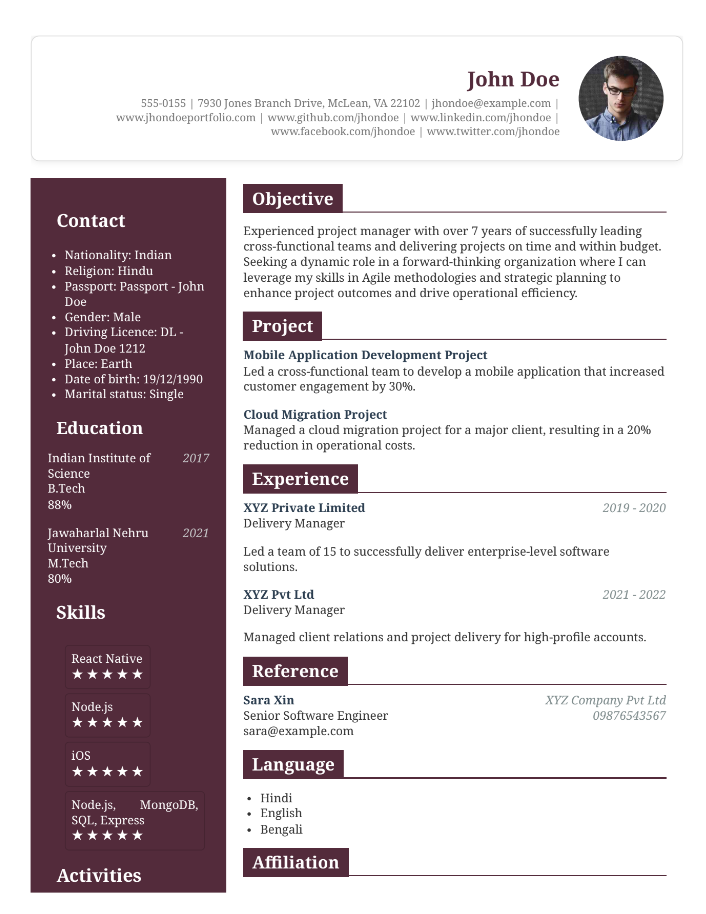 John Doe
555-0155 | 7930 Jones Branch Drive, McLean, VA 22102 | jhondoe@example.com |
www.jhondoeportfolio.com | www.github.com/jhondoe | www.linkedin.com/jhondoe |
www.facebook.com/jhondoe | www.twitter.com/jhondoe
Contact
• Nationality: Indian
• Religion: Hindu
• Passport: Passport - John
Doe
• Gender: Male
• Driving Licence: DL -
John Doe 1212
• Place: Earth
• Date of birth: 19/12/1990
• Marital status: Single
Education
Indian Institute of 2017
Science
B.Tech
88%
Jawaharlal Nehru 2021
University
M.Tech
80%
Skills
React Native
★★★★★
Node.js
★★★★★
iOS
★★★★★
Node.js, MongoDB,
SQL, Express
★★★★★
Activities
Objective
Experienced project manager with over 7 years of successfully leading
cross-functional teams and delivering projects on time and within budget.
Seeking a dynamic role in a forward-thinking organization where I can
leverage my skills in Agile methodologies and strategic planning to
enhance project outcomes and drive operational efficiency.
Project
Mobile Application Development Project
Led a cross-functional team to develop a mobile application that increased
customer engagement by 30%.
Cloud Migration Project
Managed a cloud migration project for a major client, resulting in a 20%
reduction in operational costs.
Experience
XYZ Private Limited 2019 - 2020
Delivery Manager
Led a team of 15 to successfully deliver enterprise-level software
solutions.
XYZ Pvt Ltd 2021 - 2022
Delivery Manager
Managed client relations and project delivery for high-profile accounts.
Reference
Sara Xin XYZ Company Pvt Ltd
Senior Software Engineer 09876543567
sara@example.com
Language
• Hindi
• English
• Bengali
Affiliation